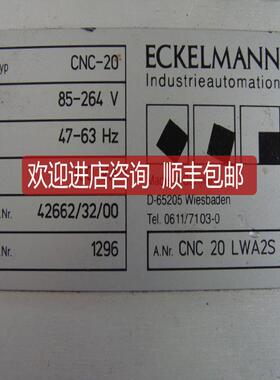 yp CNC-20
85-264 V
47-63 Hz
.Nr. 42662/32/00
.Nr. 1296
ECKELMANN
Industrieautomation
欢迎进店咨询 顺丰包邮
D-65205 Wiesbaden
Tel. 0611/7103-0
A.Nr. CNC 20 LWA2S